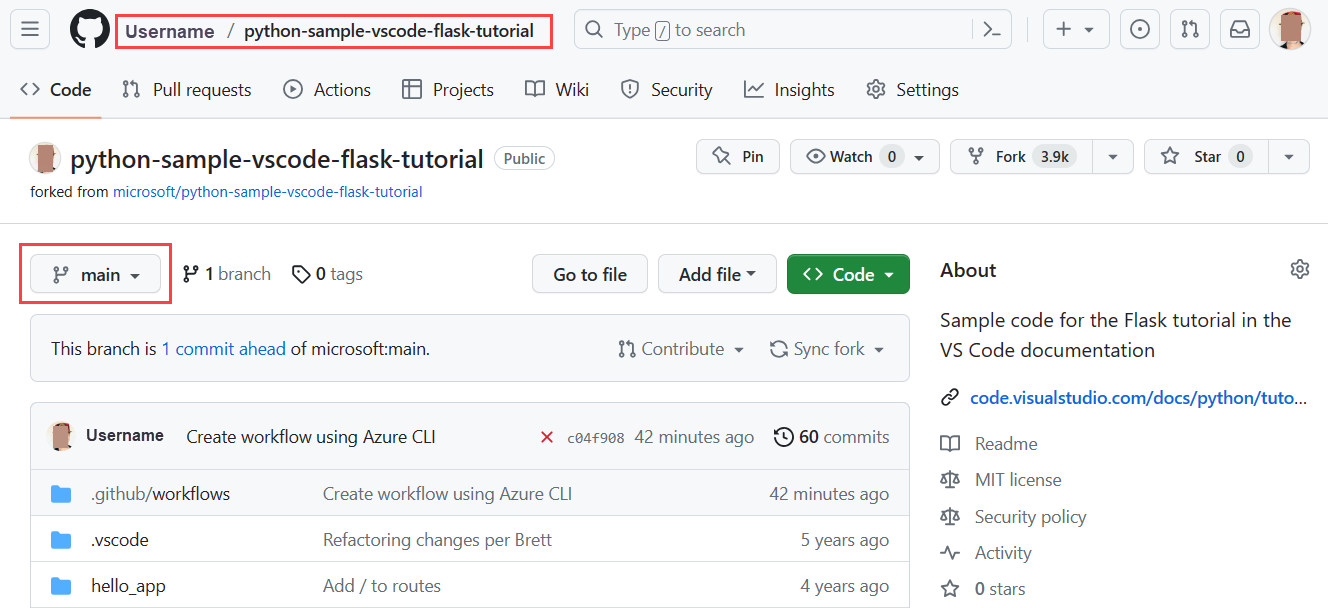 Username / python-sample-vscode-flask-tutorial Type / to search
Code Pull requests Actions Projects Wiki Security Insights Settings
python-sample-vscode-flask-tutorial Public Pin Watch 0 Fork 3.9k Star 0
forked from microsoft/python-sample-vscode-flask-tutorial
main 1 branch 0 tags Go to file Add file <> Code
This branch is 1 commit ahead of microsoft:main. Contribute Sync fork
Username Create workflow using Azure CLI c04f908 42 minutes ago 60 commits
.github/workflows Create workflow using Azure CLI 42 minutes ago
.vscode Refactoring changes per Brett 5 years ago
hello_app Add / to routes 4 years ago
About
Sample code for the Flask tutorial in the
VS Code documentation
code.visualstudio.com/docs/python/tuto...
Readme
MIT license
Security policy
Activity
0 stars